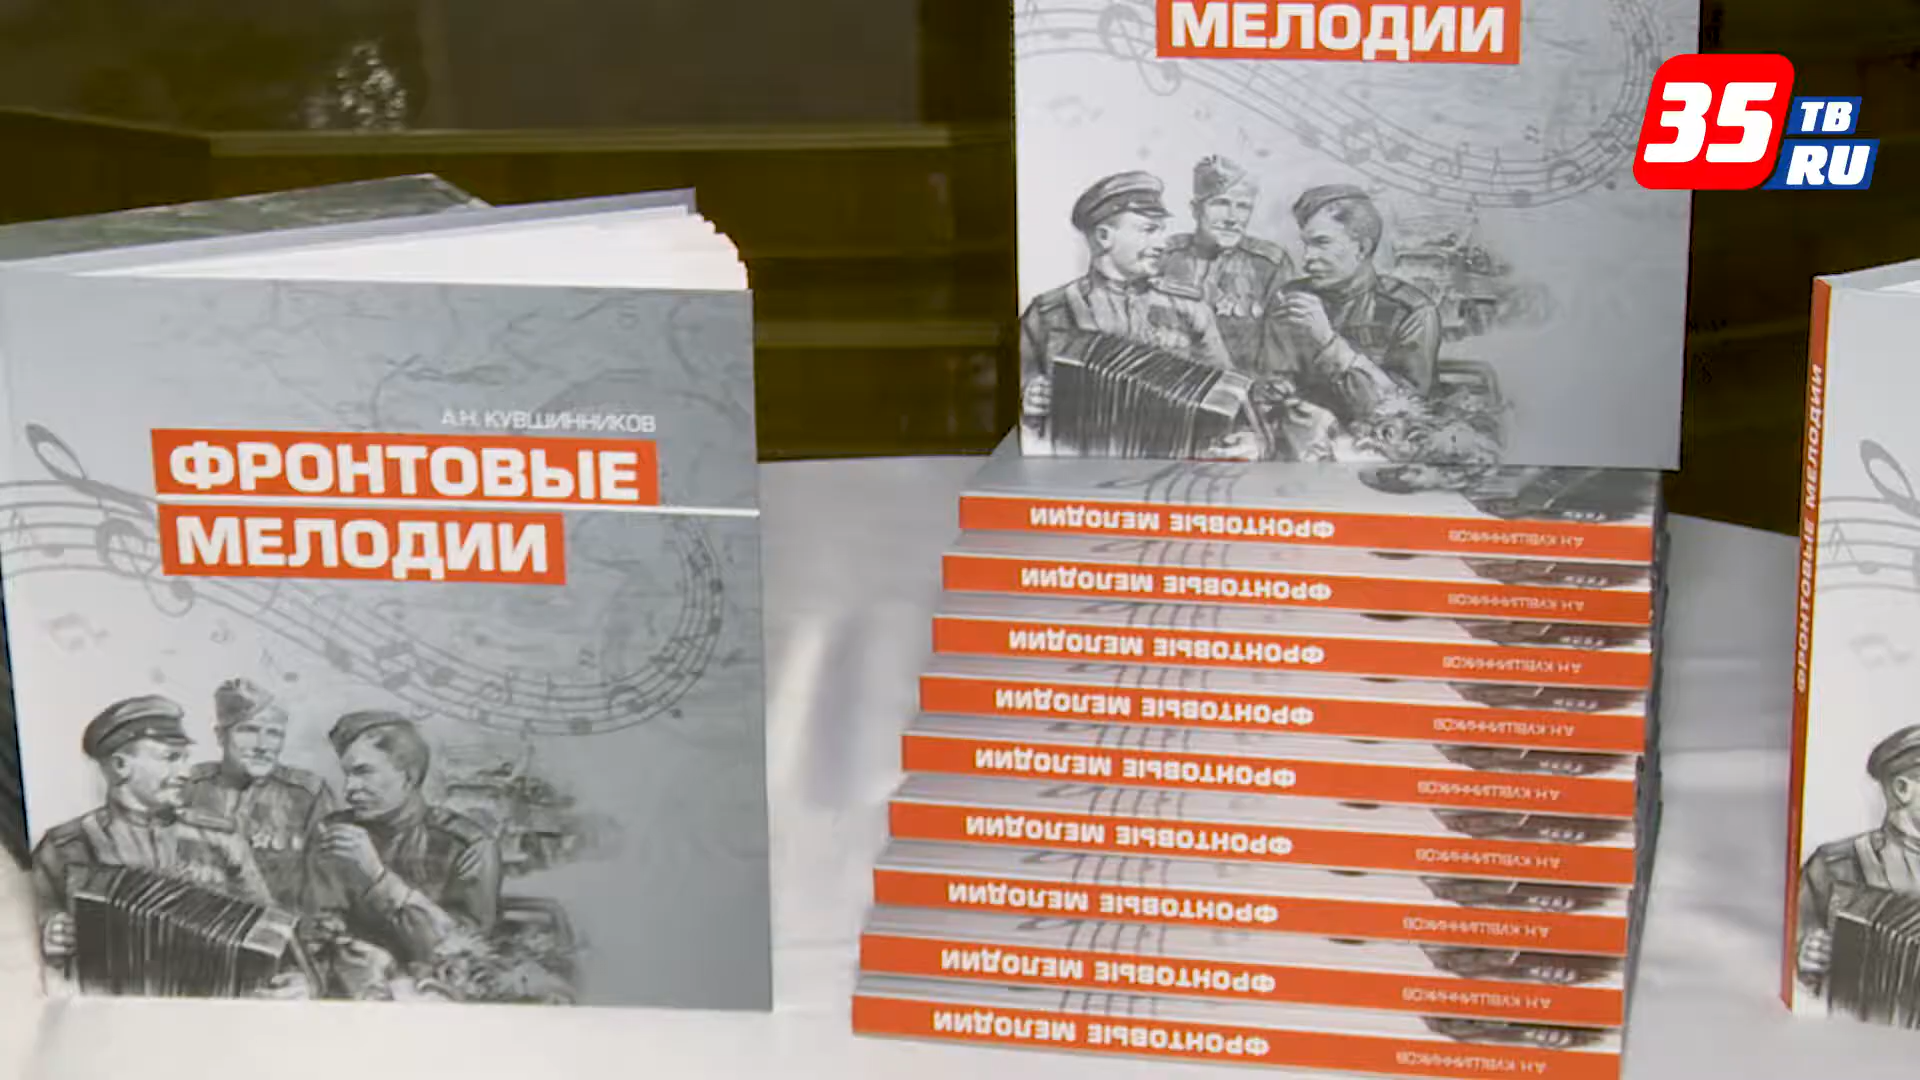 МЕЛОДИИ
35
ТВ
RU
А.Н. КУВШИННИКОВ
ФРОНТОВЫЕ
МЕЛОДИИ
А.Н. КУВШИННИКОВ ФРОНТОВЫЕ МЕЛОДИИ
А.Н. КУВШИННИКОВ ФРОНТОВЫЕ МЕЛОДИИ
А.Н. КУВШИННИКОВ ФРОНТОВЫЕ МЕЛОДИИ
А.Н. КУВШИННИКОВ ФРОНТОВЫЕ МЕЛОДИИ
А.Н. КУВШИННИКОВ ФРОНТОВЫЕ МЕЛОДИИ
А.Н. КУВШИННИКОВ ФРОНТОВЫЕ МЕЛОДИИ
А.Н. КУВШИННИКОВ ФРОНТОВЫЕ МЕЛОДИИ
А.Н. КУВШИННИКОВ ФРОНТОВЫЕ МЕЛОДИИ
А.Н. КУВШИННИКОВ ФРОНТОВЫЕ МЕЛОДИИ
ФРОНТОВЫЕ МЕЛОДИИ